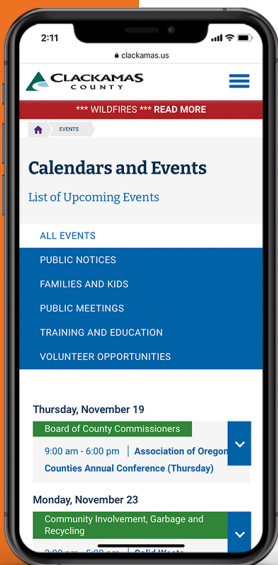 2:11
clackamas.us
CLACKAMAS
COUNTY
*** WILDFIRES *** READ MORE
EVENTS
Calendars and Events
List of Upcoming Events
ALL EVENTS
PUBLIC NOTICES
FAMILIES AND KIDS
PUBLIC MEETINGS
TRAINING AND EDUCATION
VOLUNTEER OPPORTUNITIES
Thursday, November 19
Board of County Commissioners
9:00 am - 6:00 pm | Association of Oregon
Counties Annual Conference (Thursday)
Monday, November 23
Community Involvement, Garbage and
Recycling